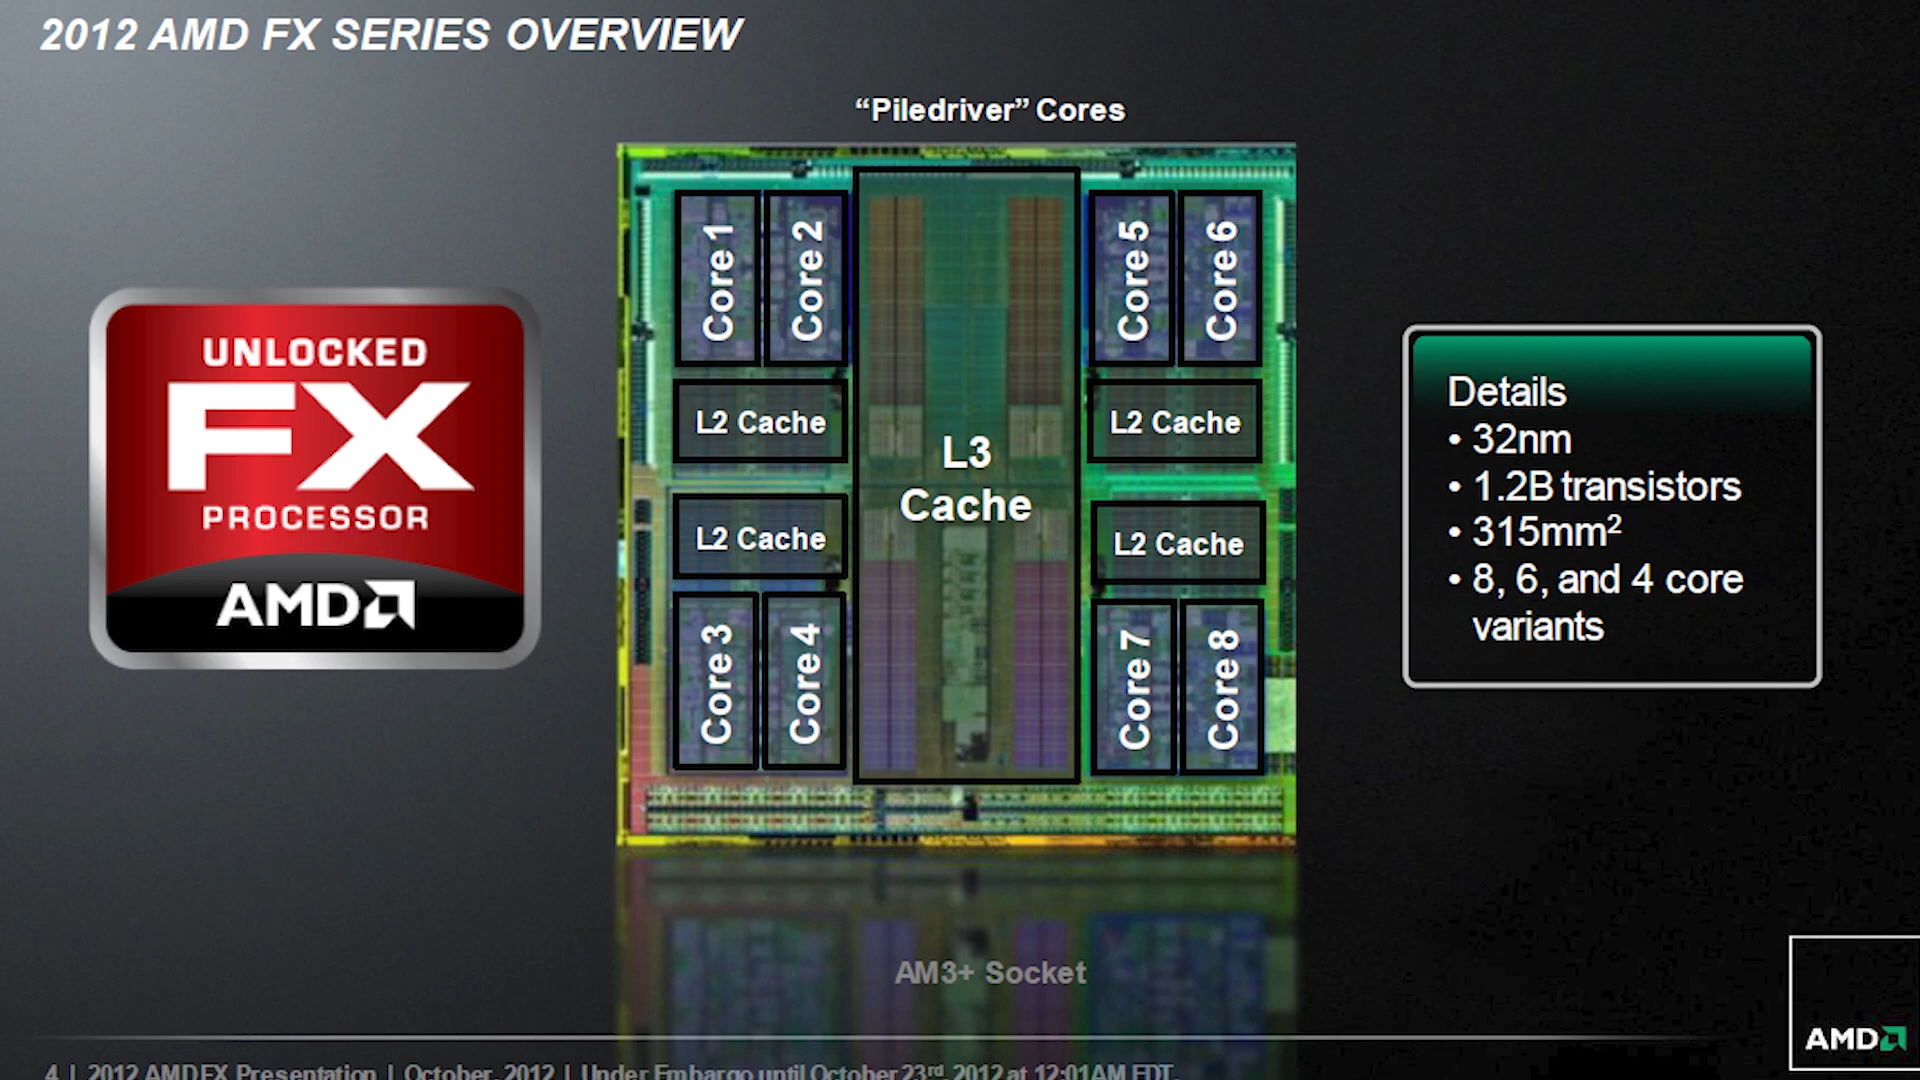 2012 AMD FX SERIES OVERVIEW
“Piledriver” Cores
Core 1
Core 2
Core 5
Core 6
L2 Cache
L2 Cache
L3
Cache
L2 Cache
L2 Cache
Core 3
Core 4
Core 7
Core 8
UNLOCKED
FX
PROCESSOR
AMD
Details
• 32nm
• 1.2B transistors
• 315mm²
• 8, 6, and 4 core
variants
AM3+ Socket
AMD
4 | 2012 AMD FX Presentation | October, 2012 | Under Embargo until October 23rd, 2012 at 12:01AM EDT.